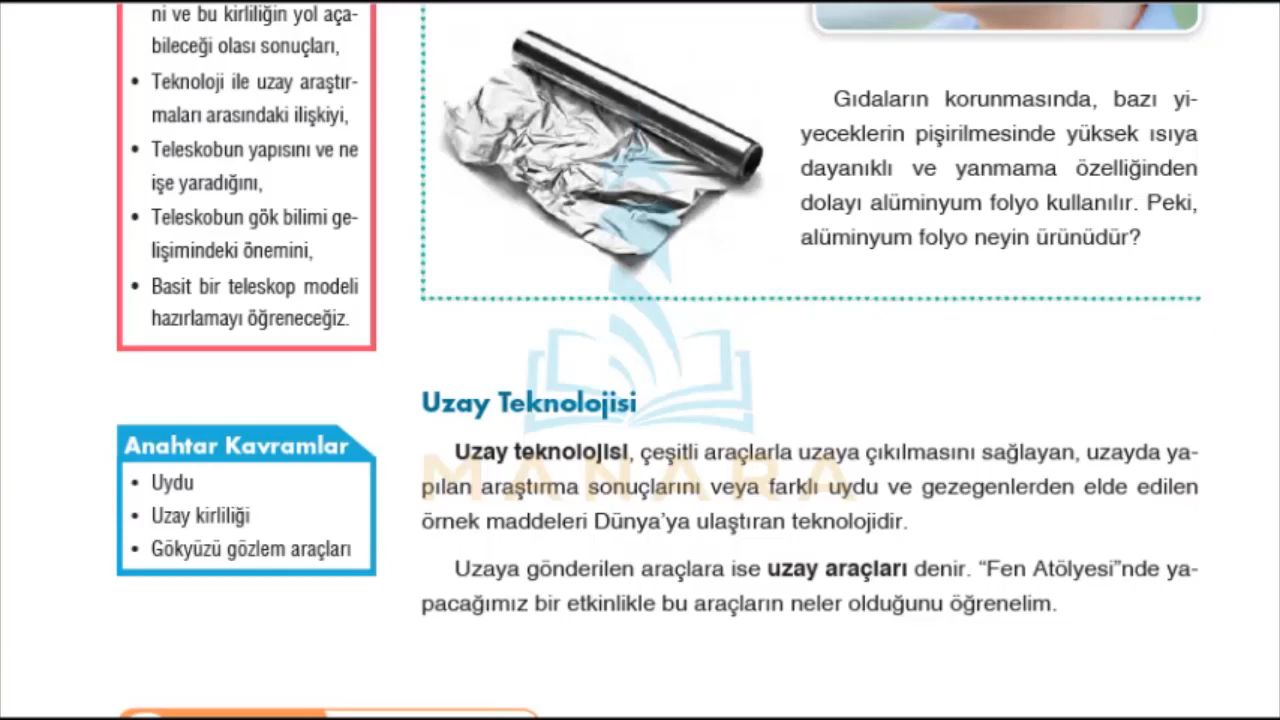 ni ve bu kirliliğin yol aça-
bileceği olası sonuçları,
• Teknoloji ile uzay araştır-
maları arasındaki ilişkiyi,
• Teleskobun yapısını ve ne
işe yaradığını,
• Teleskobun gök bilimi ge-
lişimindeki önemini,
• Basit bir teleskop modeli
hazırlamayı öğreneceğiz.
Gıdaların korunmasında, bazı yi-
yeceklerin pişirilmesinde yüksek ısıya
dayanıklı ve yanmama özelliğinden
dolayı alüminyum folyo kullanılır. Peki,
alüminyum folyo neyin ürünüdür?
Anahtar Kavramlar
• Uydu
• Uzay kirliliği
• Gökyüzü gözlem araçları
Uzay Teknolojisi
Uzay teknolojisi, çeşitli araçlarla uzaya çıkılmasını sağlayan, uzayda ya-
pılan araştırma sonuçlarını veya farklı uydu ve gezegenlerden elde edilen
örnek maddeleri Dünya’ya ulaştıran teknolojidir.
Uzaya gönderilen araçlara ise uzay araçları denir. “Fen Atölyesi”nde ya-
pacağımız bir etkinlikle bu araçların neler olduğunu öğrenelim.
MANARA